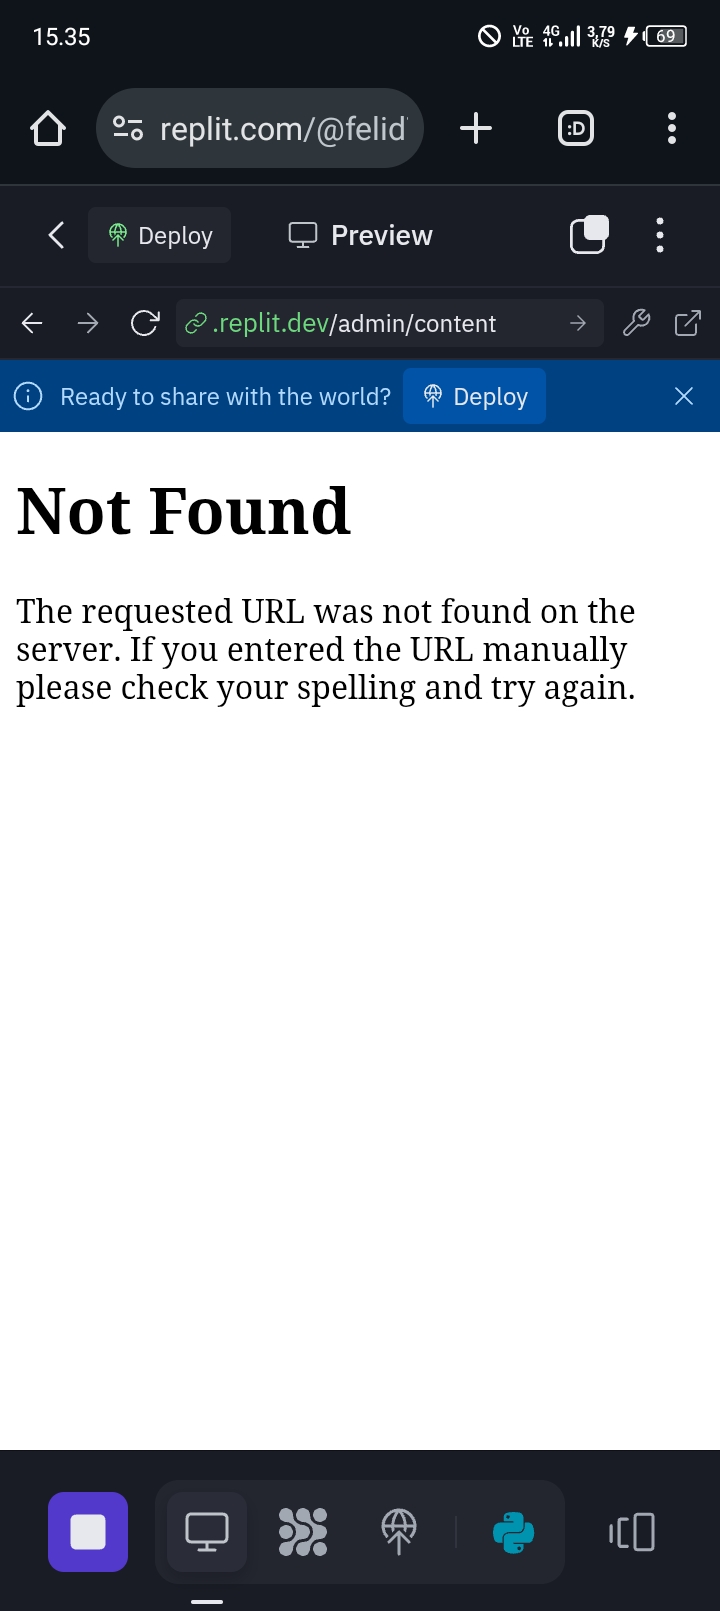 15.35
Vo
LTE
4G
3,79
K/S
69
replit.com/@felid
:D
Deploy
Preview
.replit.dev/admin/content
Ready to share with the world?
Deploy
Not Found
The requested URL was not found on the
server. If you entered the URL manually
please check your spelling and try again.